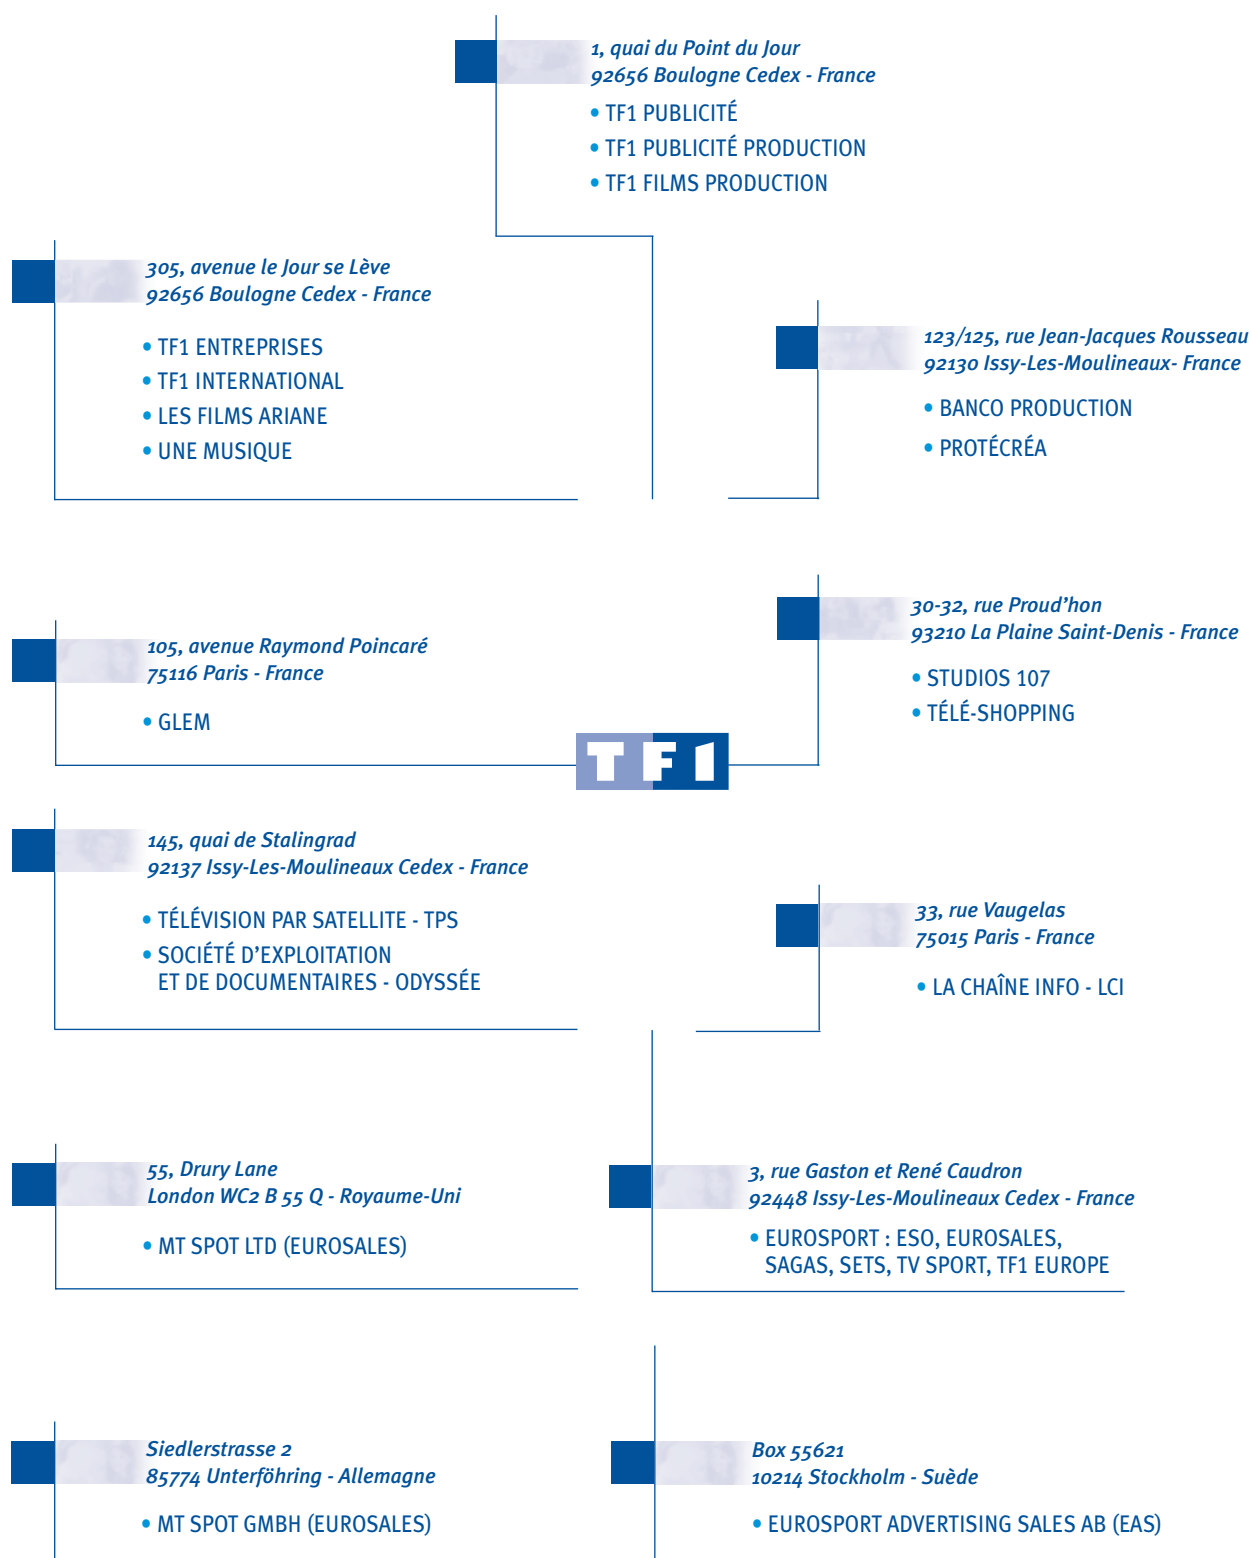 1, quai du Point du Jour
92656 Boulogne Cedex - France
• TF1 PUBLICITÉ
• TF1 PUBLICITÉ PRODUCTION
• TF1 FILMS PRODUCTION
305, avenue le Jour se Lève
92656 Boulogne Cedex - France
• TF1 ENTREPRISES
• TF1 INTERNATIONAL
• LES FILMS ARIANE
• UNE MUSIQUE
123/125, rue Jean-Jacques Rousseau
92130 Issy-Les-Moulineaux- France
• BANCO PRODUCTION
• PROTÉCRÉA
105, avenue Raymond Poincaré
75116 Paris - France
• GLEM
30-32, rue Proud'hon
93210 La Plaine Saint-Denis - France
• STUDIOS 107
• TÉLÉ-SHOPPING
TF1
145, quai de Stalingrad
92137 Issy-Les-Moulineaux Cedex - France
• TÉLÉVISION PAR SATELLITE - TPS
• SOCIÉTÉ D'EXPLOITATION
ET DE DOCUMENTAIRES - ODYSSÉE
33, rue Vaugelas
75015 Paris - France
• LA CHAÎNE INFO - LCI
55, Drury Lane
London WC2 B 55 Q - Royaume-Uni
• MT SPOT LTD (EUROSALES)
3, rue Gaston et René Caudron
92448 Issy-Les-Moulineaux Cedex - France
• EUROSPORT : ESO, EUROSALES,
SAGAS, SETS, TV SPORT, TF1 EUROPE
Siedlerstrasse 2
85774 Unterföhring - Allemagne
• MT SPOT GMBH (EUROSALES)
Box 55621
10214 Stockholm - Suède
• EUROSPORT ADVERTISING SALES AB (EAS)